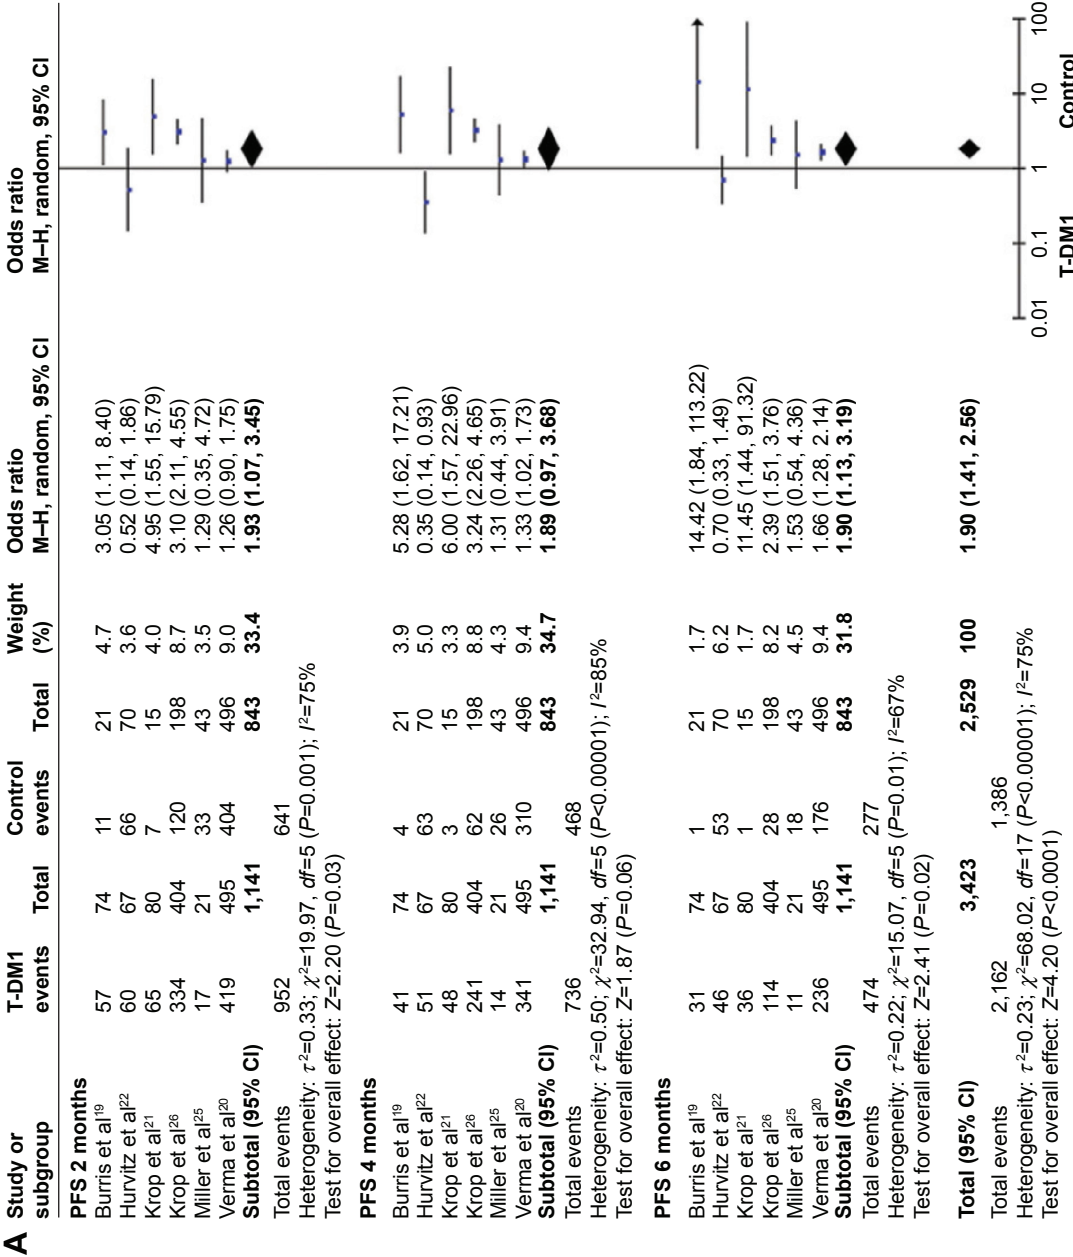 A
Study or subgroup T-DM1 events Total Control events Total Weight (%) Odds ratio M–H, random, 95% CI Odds ratio M–H, random, 95% CI
PFS 2 months
Burris et al19 57 74 11 21 4.7 3.05 (1.11, 8.40)
Hurvitz et al22 60 67 66 70 3.6 0.52 (0.14, 1.86)
Krop et al21 65 80 7 15 4.0 4.95 (1.55, 15.79)
Krop et al26 334 404 120 198 8.7 3.10 (2.11, 4.55)
Miller et al25 17 21 33 43 3.5 1.29 (0.35, 4.72)
Verma et al20 419 495 404 496 9.0 1.26 (0.90, 1.75)
Subtotal (95% CI) 1,141 843 33.4 1.93 (1.07, 3.45)
Total events 952 641
Heterogeneity: τ²=0.33; χ²=19.97, df=5 (P=0.001); I²=75%
Test for overall effect: Z=2.20 (P=0.03)
PFS 4 months
Burris et al19 41 74 4 21 3.9 5.28 (1.62, 17.21)
Hurvitz et al22 51 67 63 70 5.0 0.35 (0.14, 0.93)
Krop et al21 48 80 3 15 3.3 6.00 (1.57, 22.96)
Krop et al26 241 404 62 198 8.8 3.24 (2.26, 4.65)
Miller et al25 14 21 26 43 4.3 1.31 (0.44, 3.91)
Verma et al20 341 495 310 496 9.4 1.33 (1.02, 1.73)
Subtotal (95% CI) 1,141 843 34.7 1.89 (0.97, 3.68)
Total events 736 468
Heterogeneity: τ²=0.50; χ²=32.94, df=5 (P<0.00001); I²=85%
Test for overall effect: Z=1.87 (P=0.06)
PFS 6 months
Burris et al19 31 74 1 21 1.7 14.42 (1.84, 113.22)
Hurvitz et al22 46 67 53 70 6.2 0.70 (0.33, 1.49)
Krop et al21 36 80 1 15 1.7 11.45 (1.44, 91.32)
Krop et al26 114 404 28 198 8.2 2.39 (1.51, 3.76)
Miller et al25 11 21 18 43 4.5 1.53 (0.54, 4.36)
Verma et al20 236 495 176 496 9.4 1.66 (1.28, 2.14)
Subtotal (95% CI) 1,141 843 31.8 1.90 (1.13, 3.19)
Total events 474 277
Heterogeneity: τ²=0.22; χ²=15.07, df=5 (P=0.01); I²=67%
Test for overall effect: Z=2.41 (P=0.02)
Total (95% CI) 3,423 2,529 100 1.90 (1.41, 2.56)
Total events 2,162 1,386
Heterogeneity: τ²=0.23; χ²=68.02, df=17 (P<0.00001); I²=75%
Test for overall effect: Z=4.20 (P<0.0001)
0.01 0.1 1 10 100
T-DM1 Control